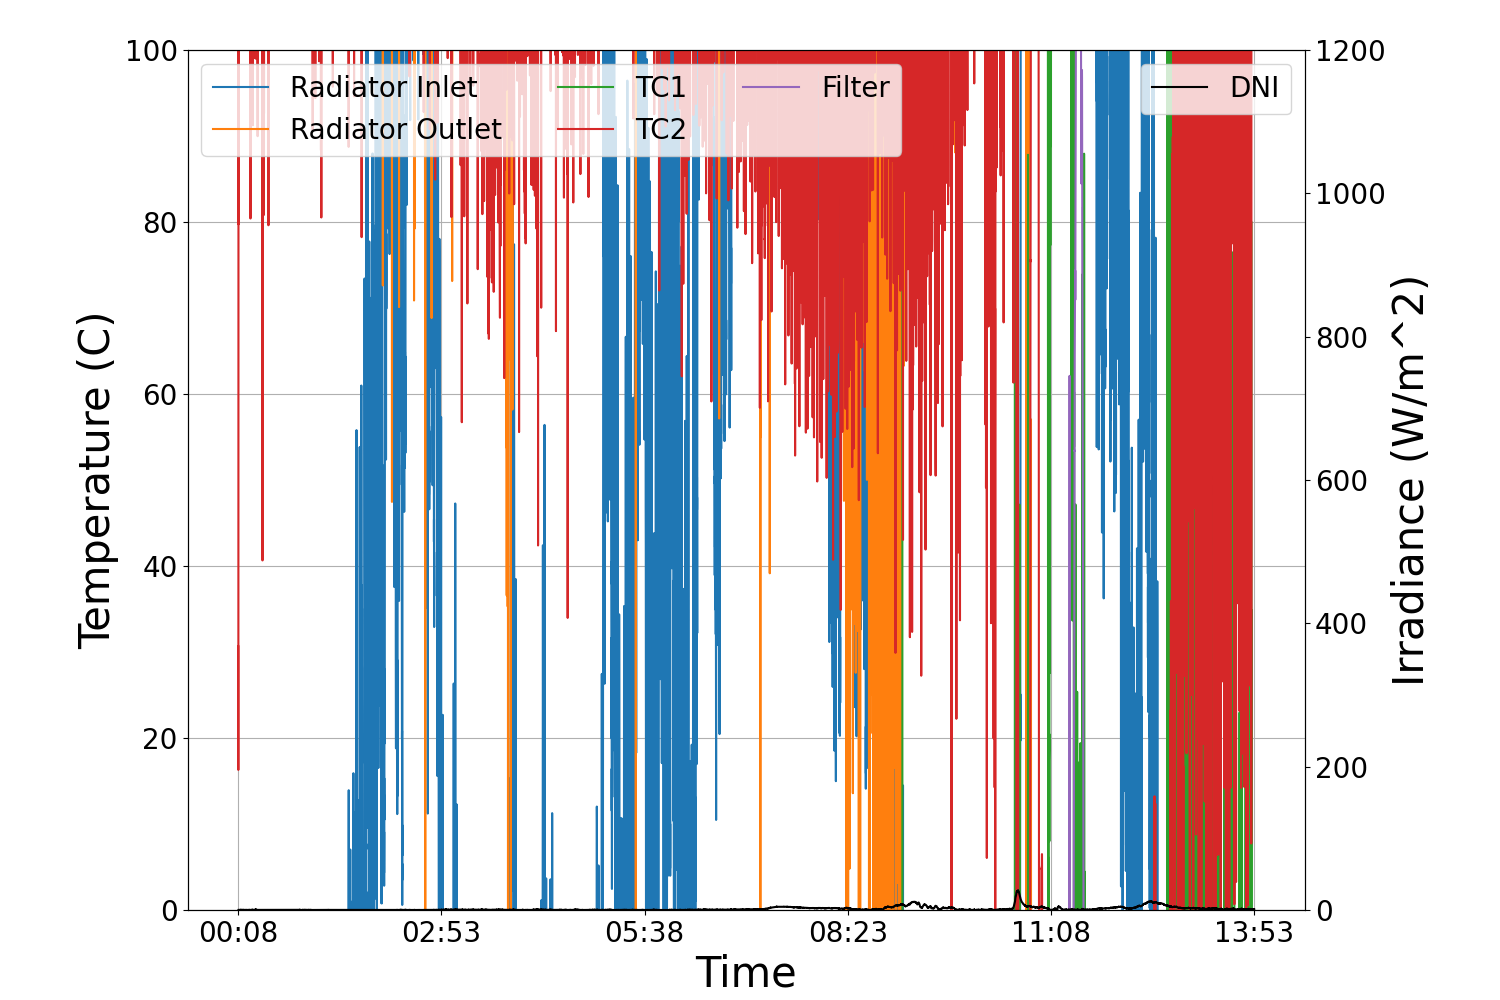 Radiator Inlet
Radiator Outlet
TC1
TC2
Filter
DNI
100
80
60
40
20
0
Temperature (C)
1200
1000
800
600
400
200
0
Irradiance (W/m^2)
00:08 02:53 05:38 08:23 11:08 13:53
Time